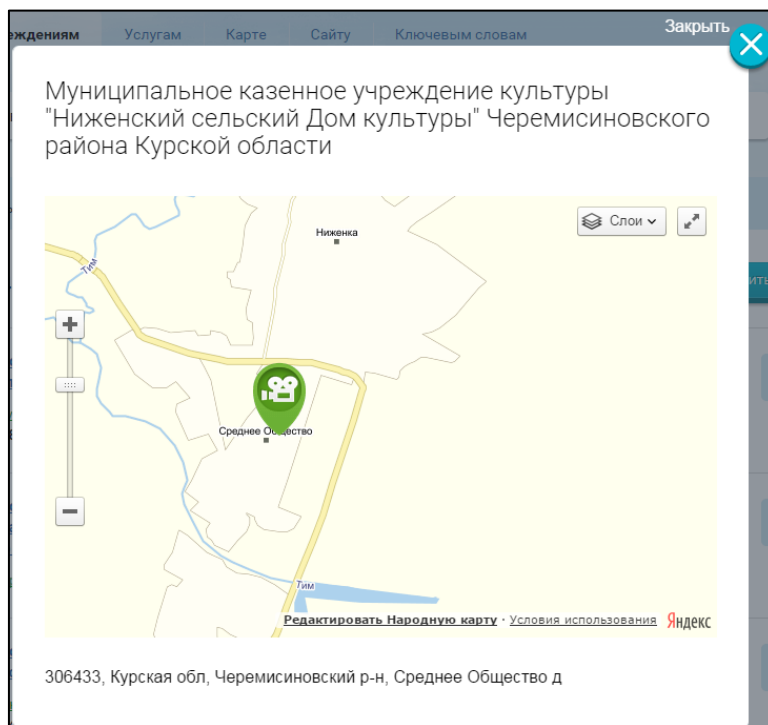 еждениям Услугам Карте Сайту Ключевым словам
Закрыть
Муниципальное казенное учреждение культуры
"Ниженский сельский Дом культуры" Черемисиновского
района Курской области
Слои
Ниженка
Тим
Среднее Общество
Тим
Редактировать Народную карту · Условия использования Яндекс
306433, Курская обл, Черемисиновский р-н, Среднее Общество д